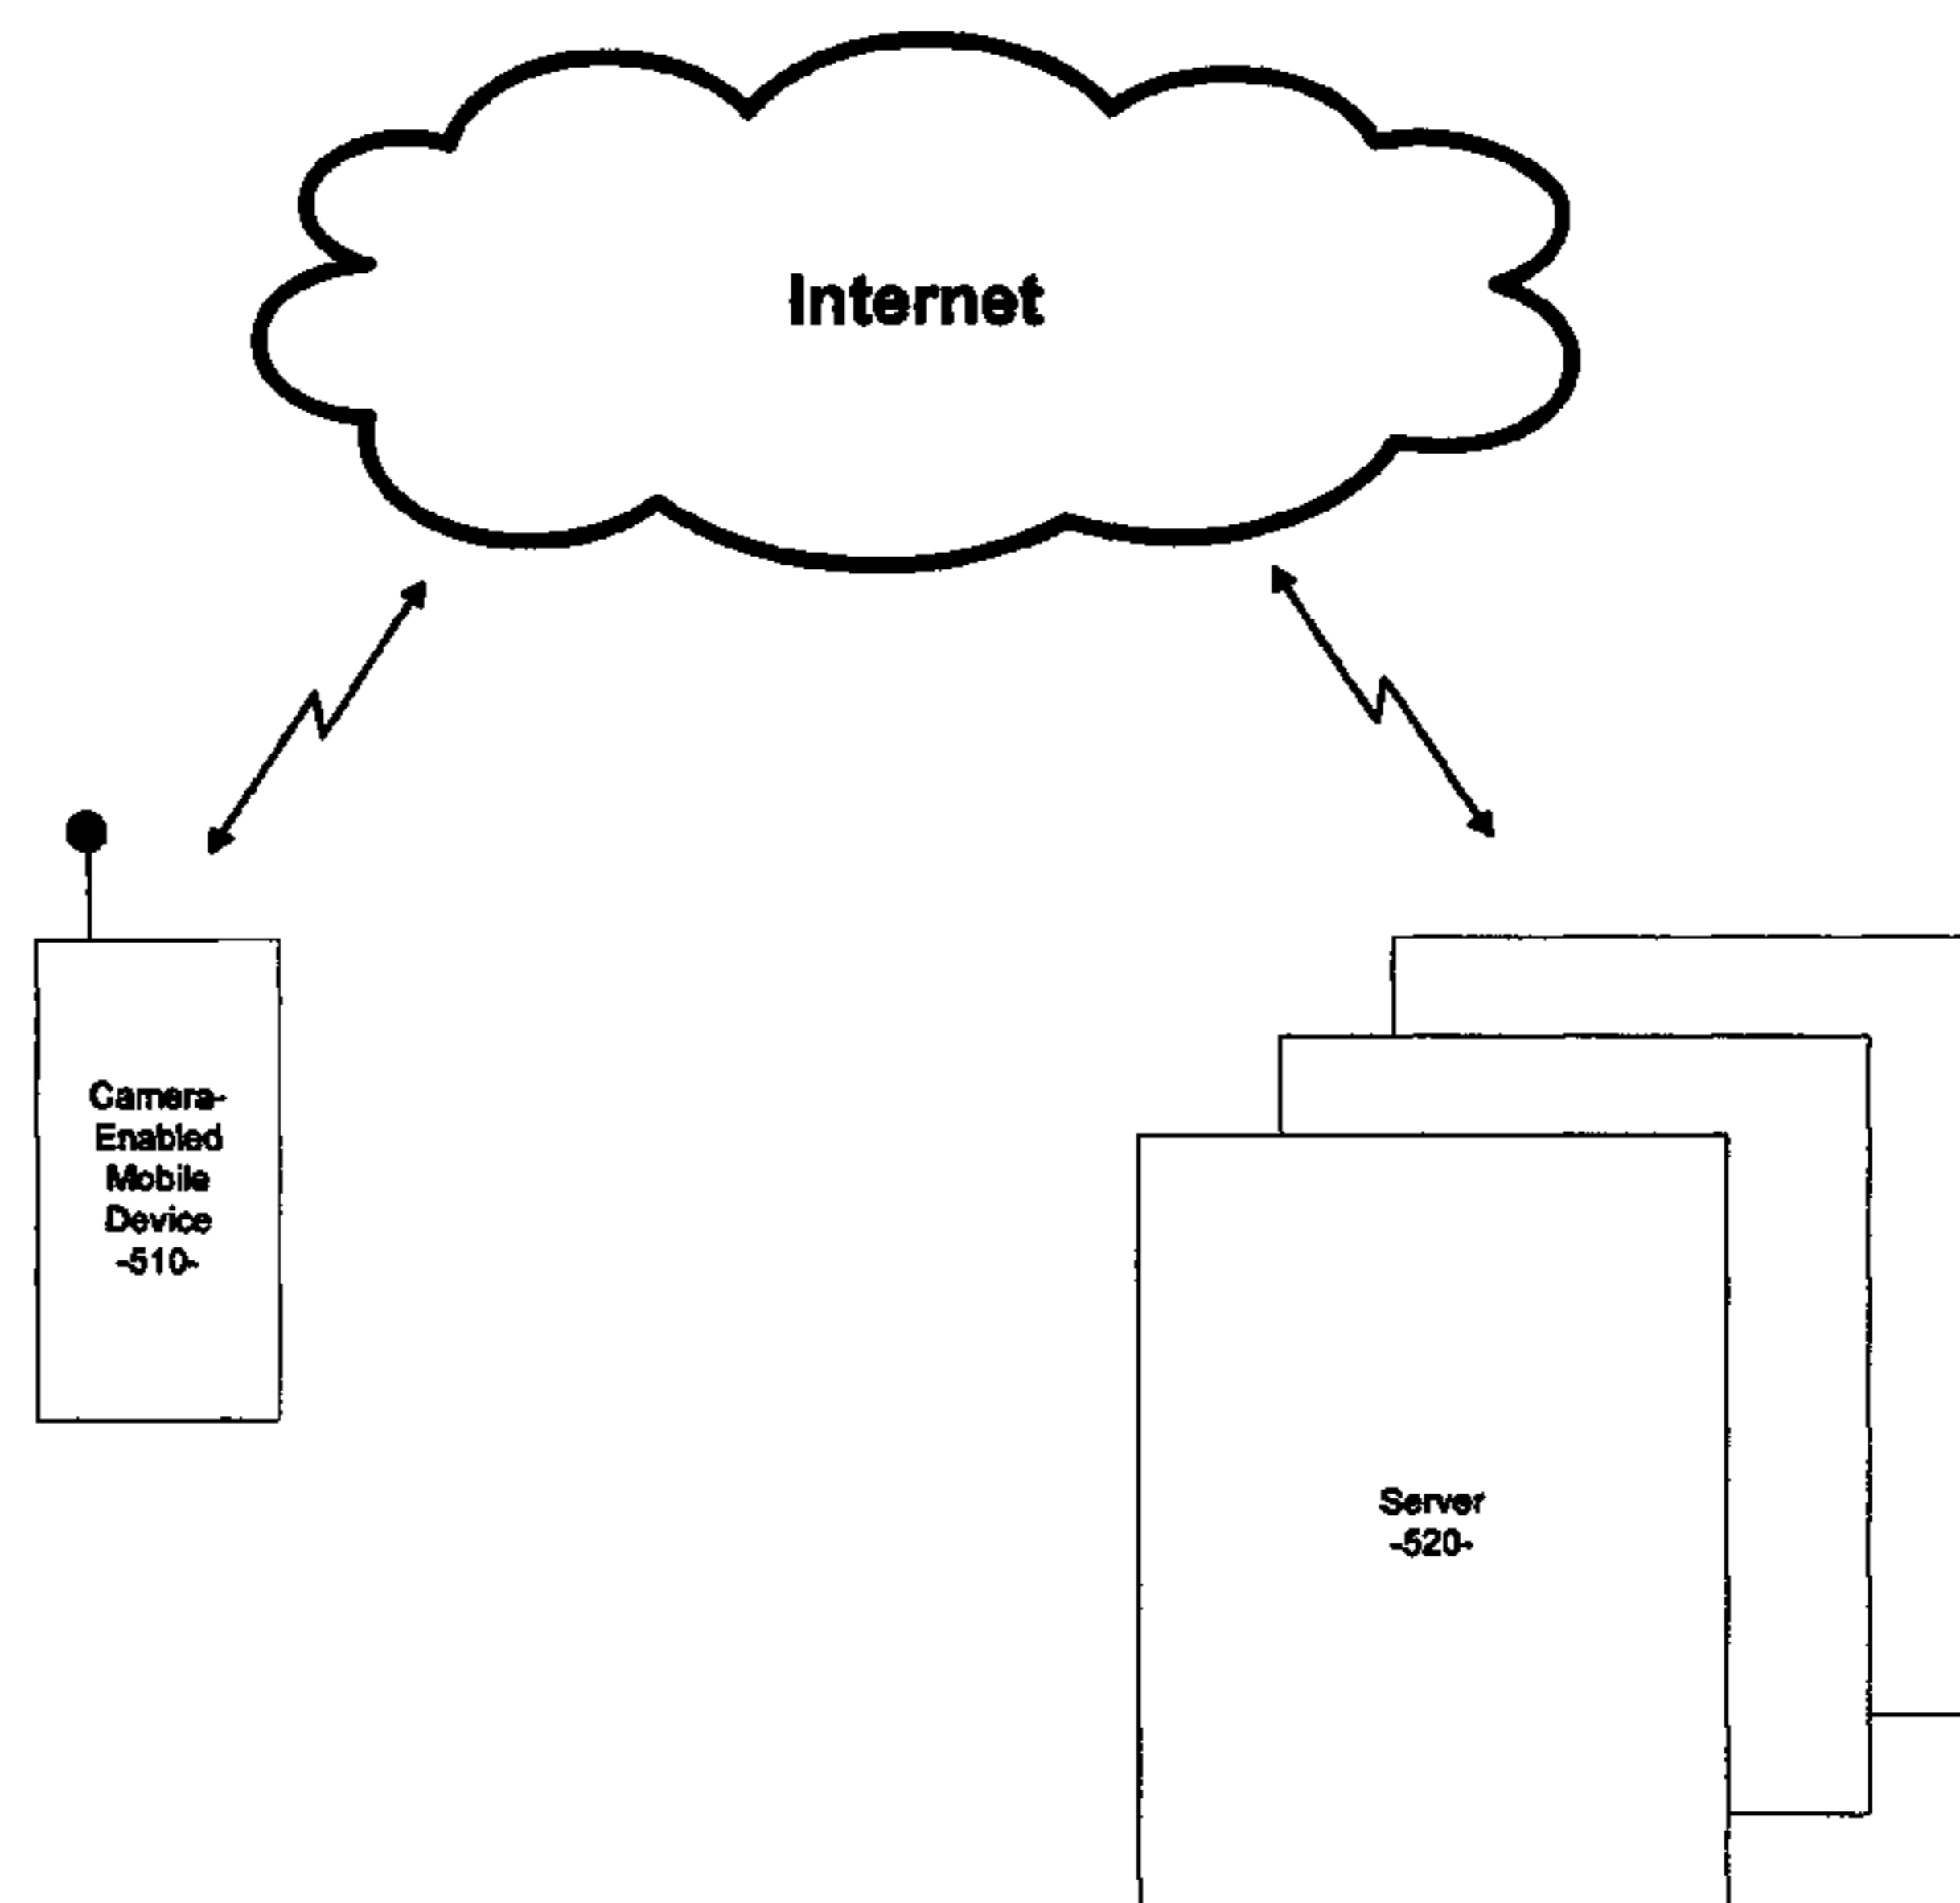 Internet
Camera-
Enabled
Mobile
Device
-510-
Server
-520-